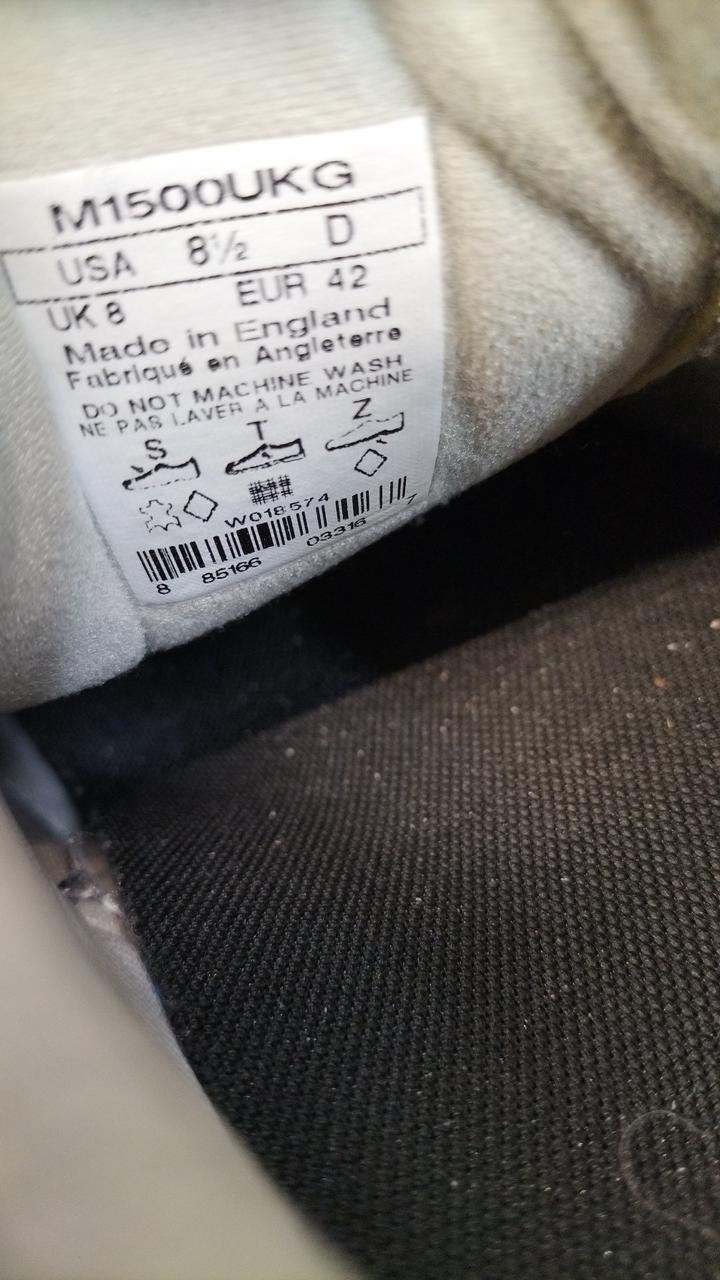 M1500UKG
USA 8½ D
UK 8 EUR 42
Made in England
Fabriqué en Angleterre
DO NOT MACHINE WASH
NE PAS LAVER A LA MACHINE
S T Z
W018574
8 85166 03316 7